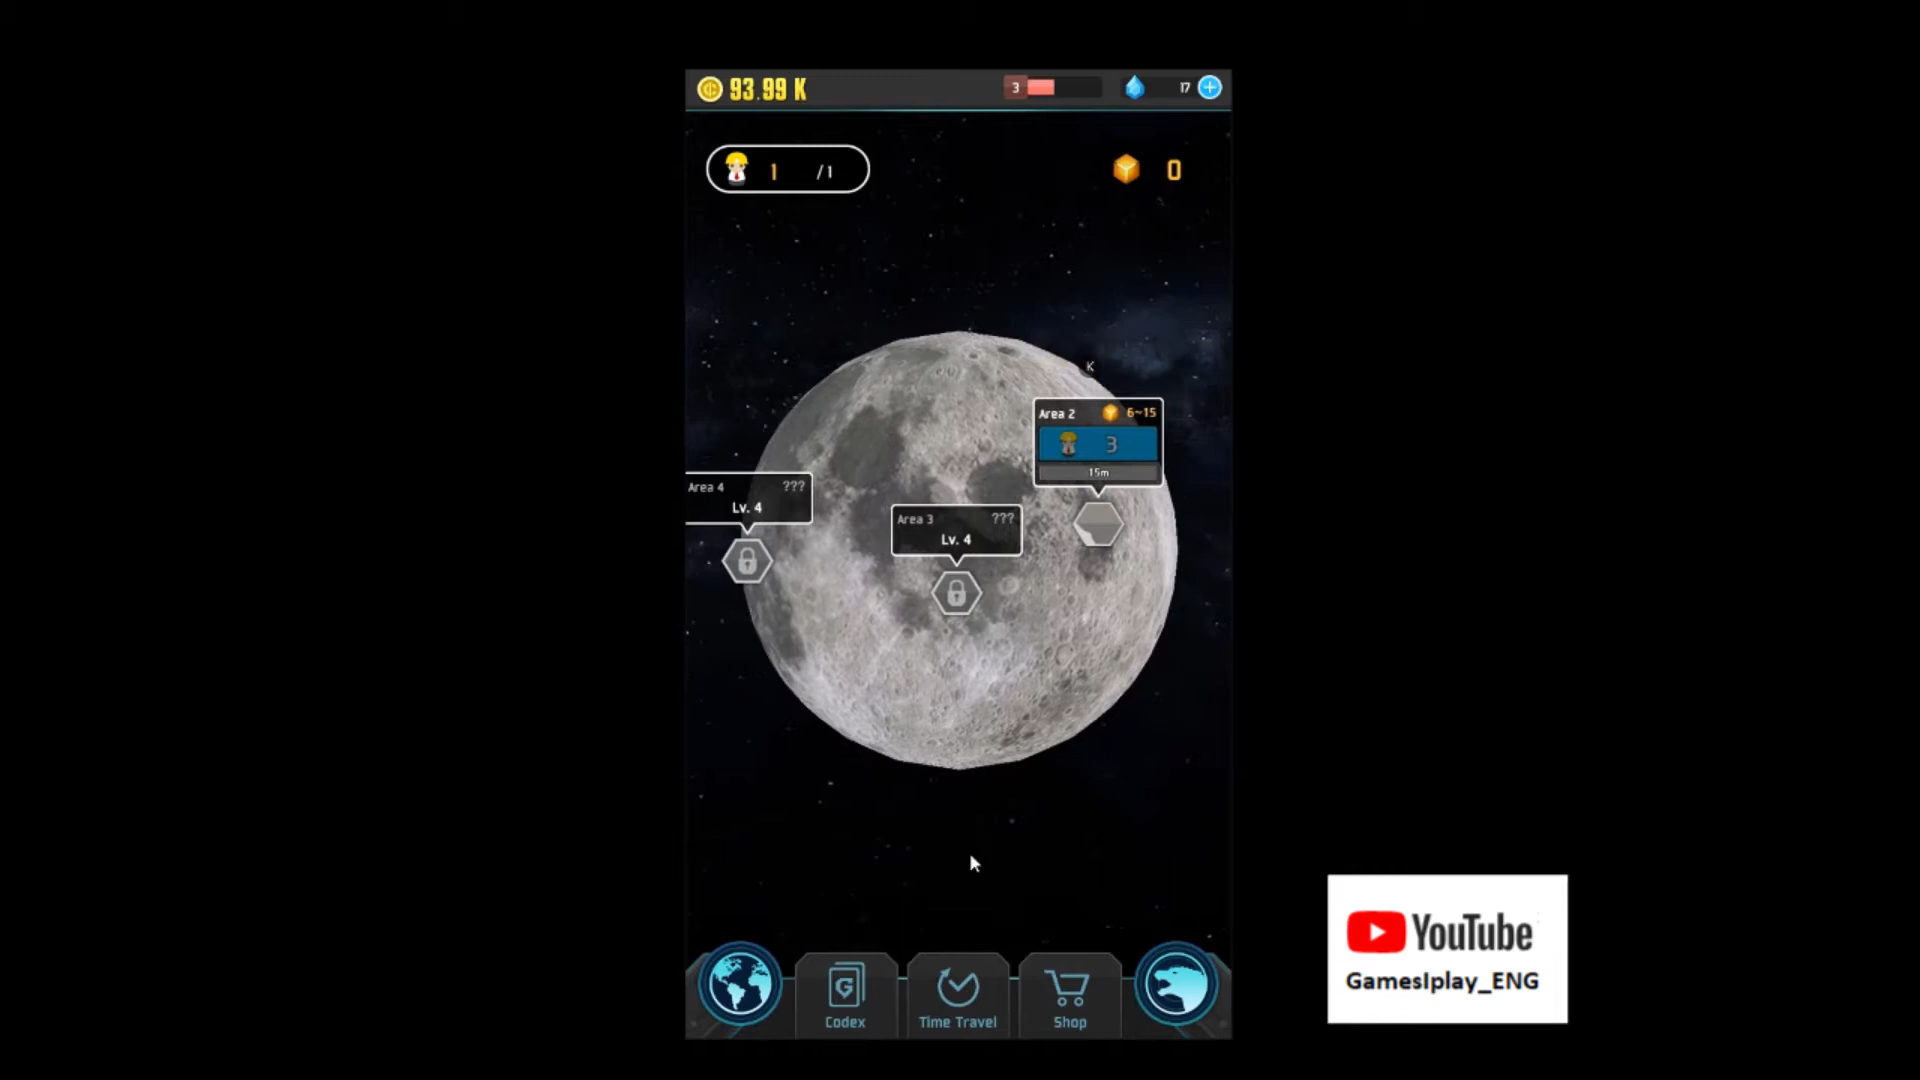 93.99 K
3
17
1 /1
0
K
Area 2 6~15
3
15m
Area 4 ???
Lv. 4
Area 3 ???
Lv. 4
Codex
Time Travel
Shop
YouTube
GamesIplay_ENG